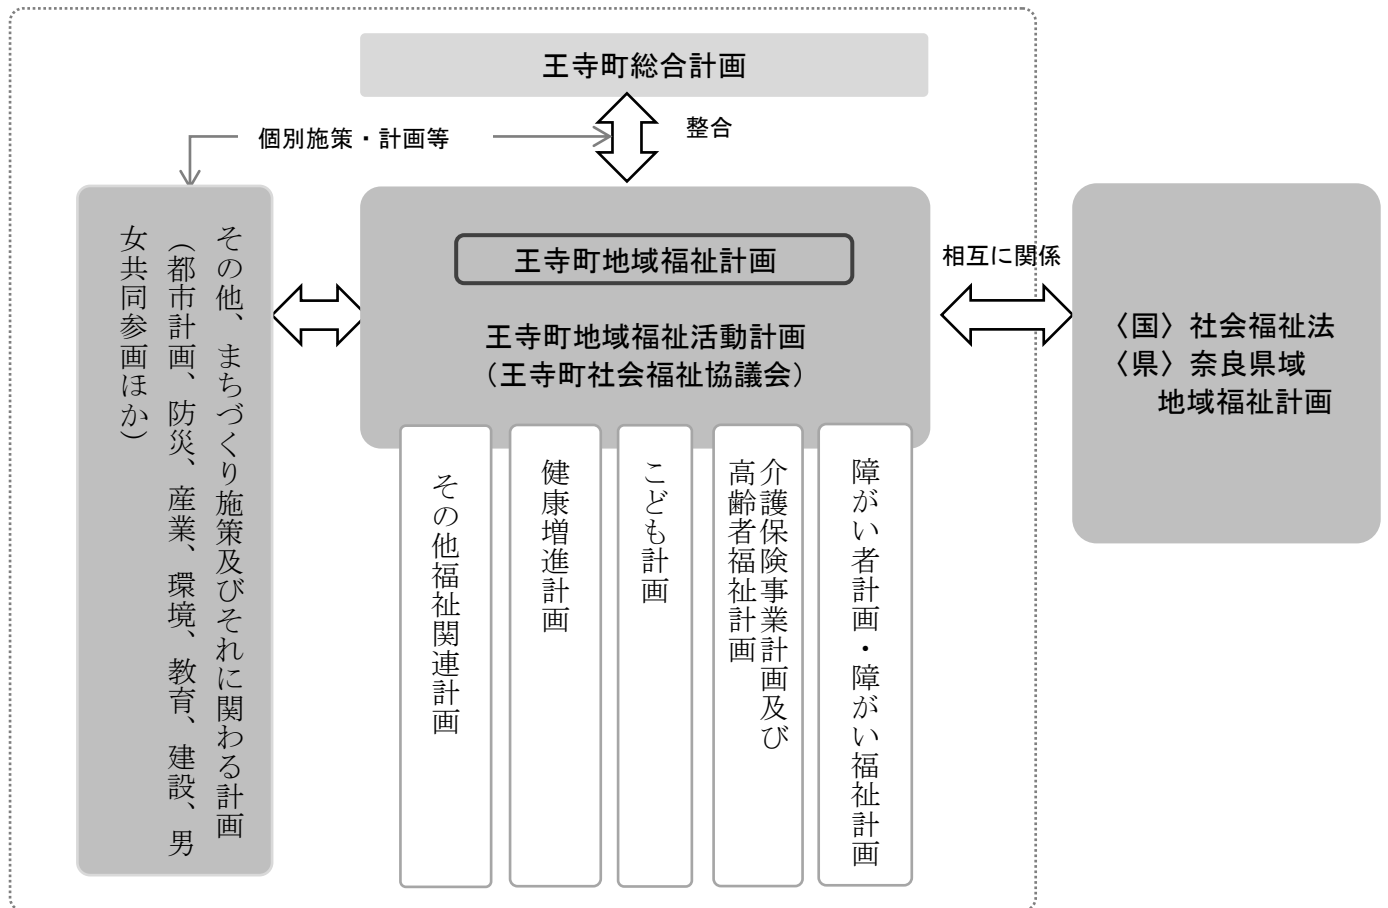 王寺町総合計画
個別施策・計画等
整合
王寺町地域福祉計画
王寺町地域福祉活動計画
（王寺町社会福祉協議会）
相互に関係
〈国〉社会福祉法
〈県〉奈良県域
地域福祉計画
その他、まちづくり施策及びそれに関わる計画
（都市計画、防災、産業、環境、教育、建設、男
女共同参画ほか）
障がい者計画・障がい福祉計画
介護保険事業計画及び
高齢者福祉計画
こども計画
健康増進計画
その他福祉関連計画